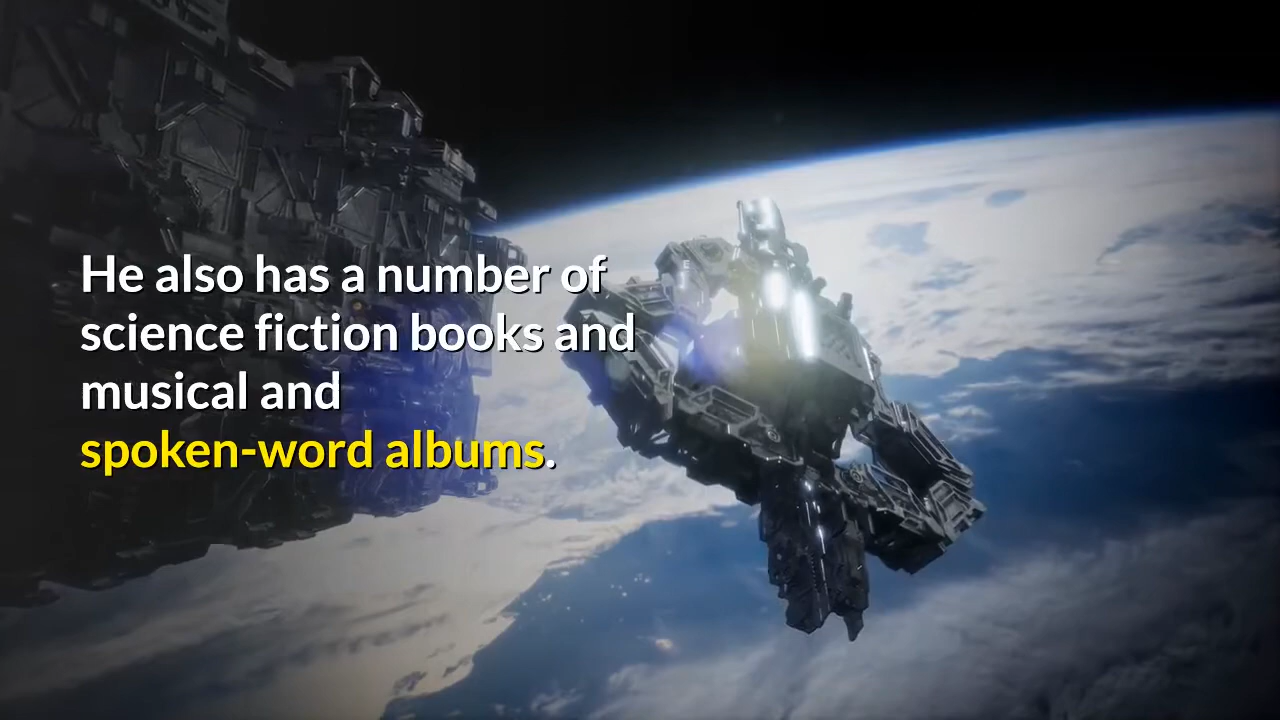 He also has a number of
science fiction books and
musical and
spoken-word albums.